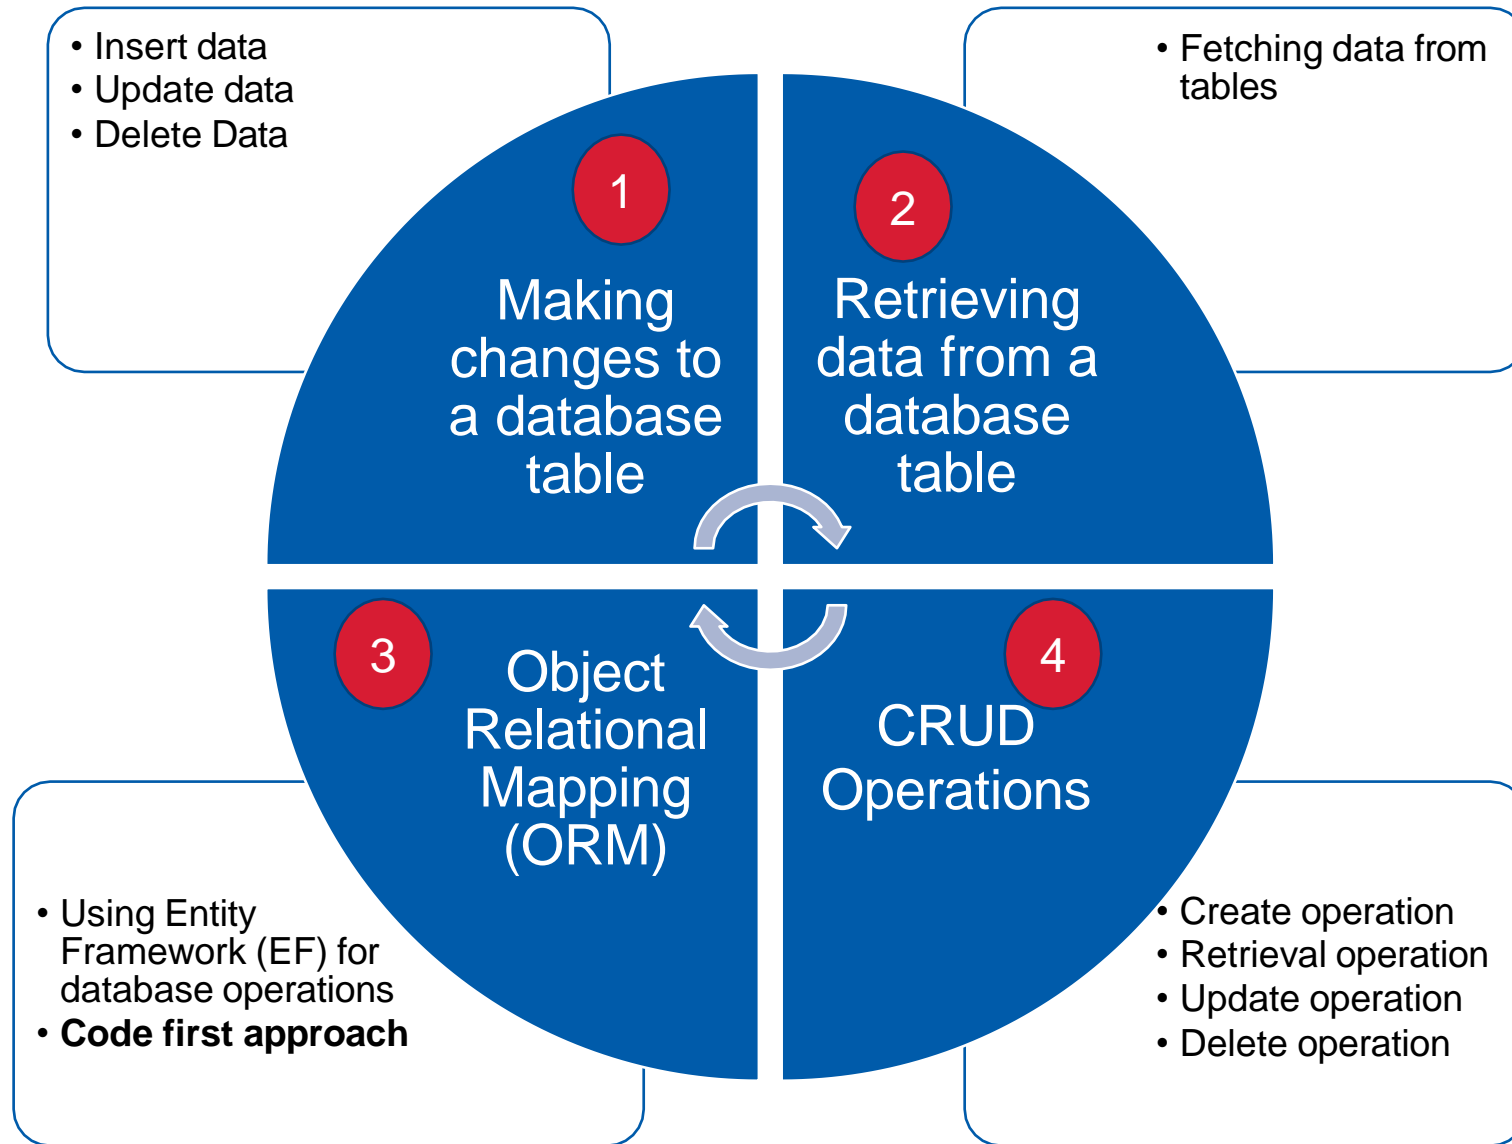 • Insert data
• Update data
• Delete Data
1
Making
changes to
a database
table
• Fetching data from
tables
2
Retrieving
data from a
database
table
3
Object
Relational
Mapping
(ORM)
• Using Entity
Framework (EF) for
database operations
• Code first approach
4
CRUD
Operations
• Create operation
• Retrieval operation
• Update operation
• Delete operation